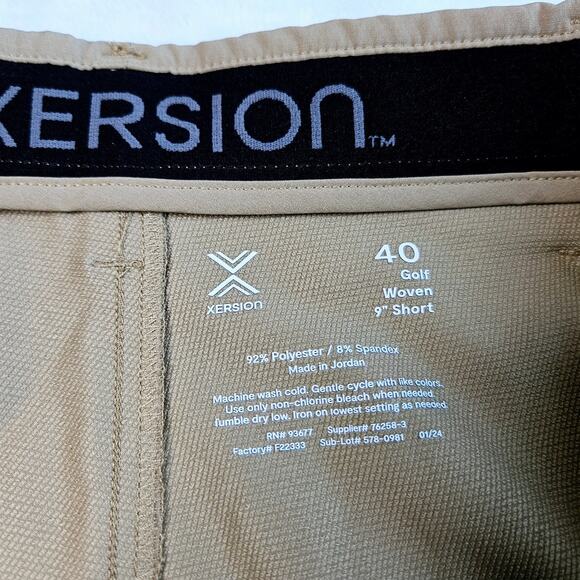 XERSION™
XERSION
40
Golf
Woven
9" Short
92% Polyester / 8% Spandex
Made in Jordan
Machine wash cold. Gentle cycle with like colors.
Use only non-chlorine bleach when needed.
Tumble dry low. Iron on lowest setting as needed.
RN# 93677 Supplier# 76258-3
Factory# F22333 Sub-Lot# 578-0981 01/24